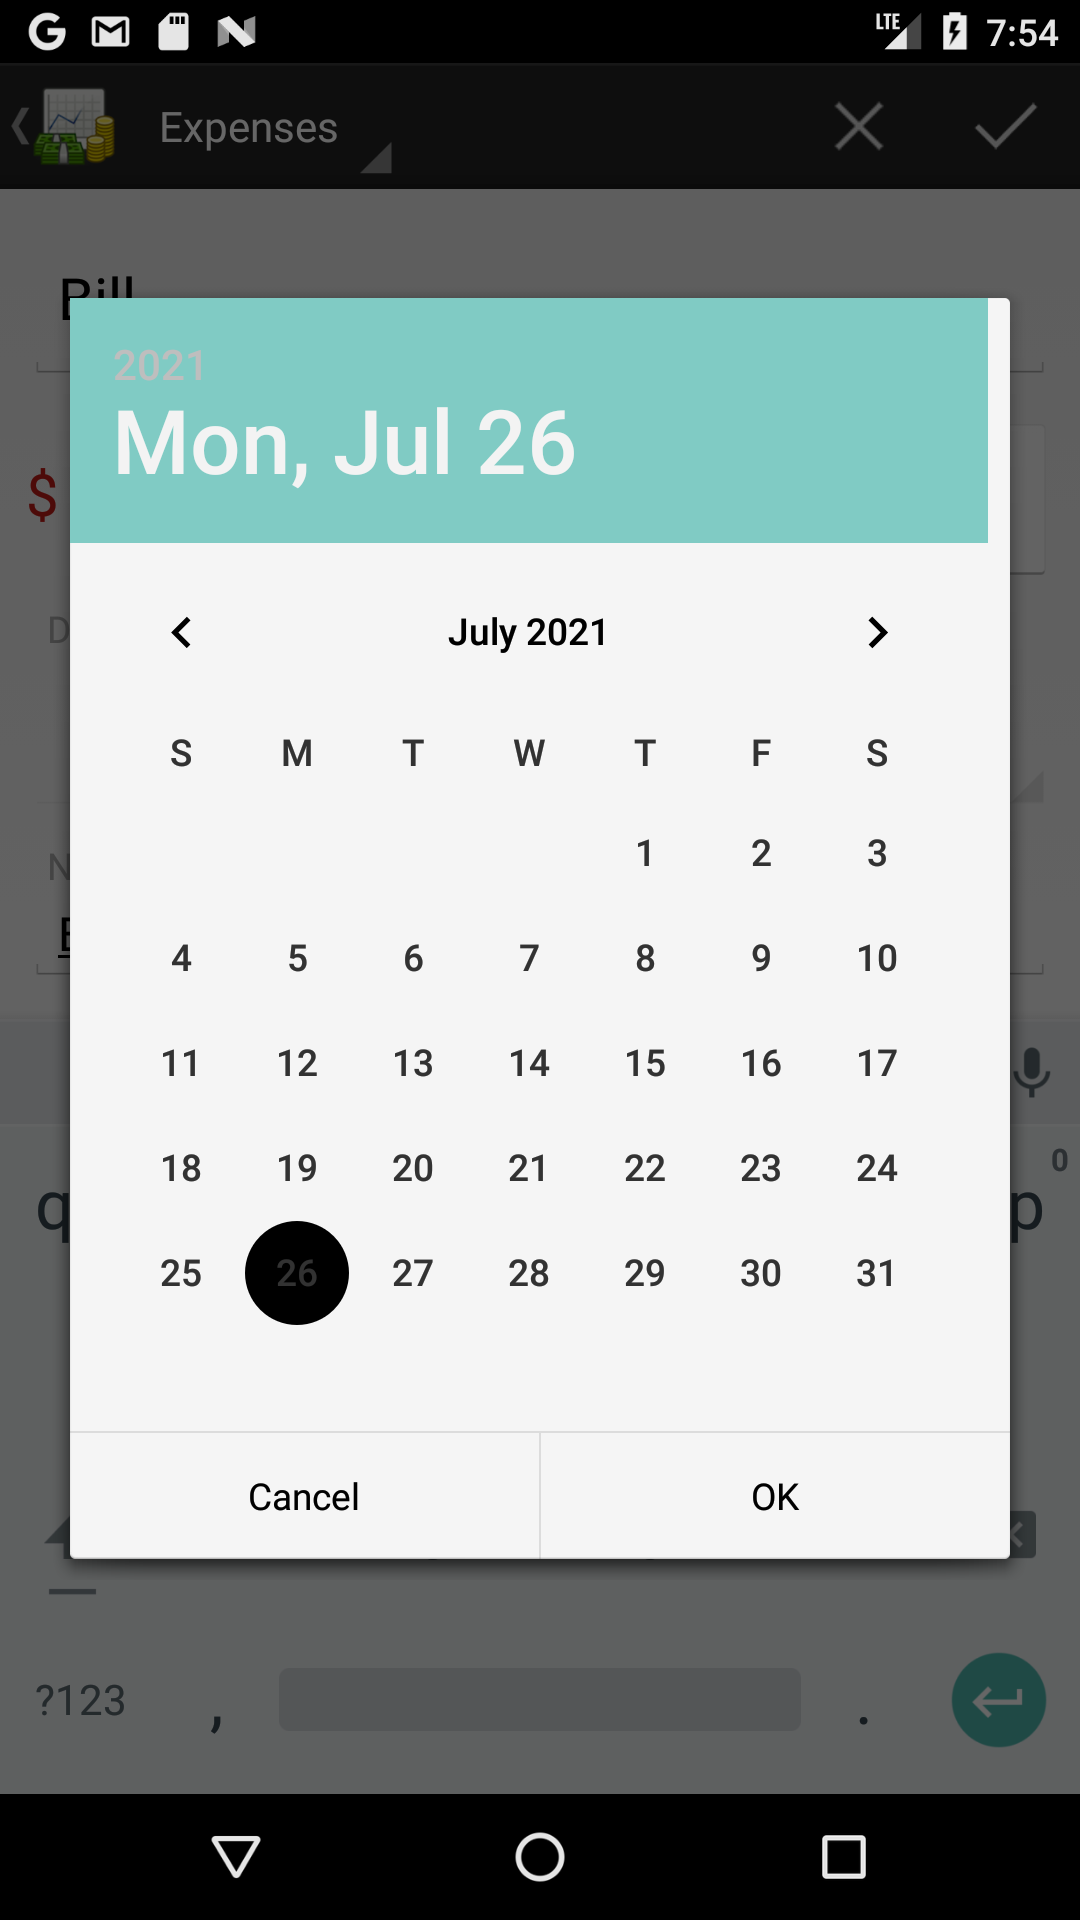 LTE 7:54
Expenses
Bill
2021
Mon, Jul 26
$
July 2021
S M T W T F S
1 2 3
4 5 6 7 8 9 10
11 12 13 14 15 16 17
18 19 20 21 22 23 24
0
q p
25 26 27 28 29 30 31
Cancel OK
?123 , .